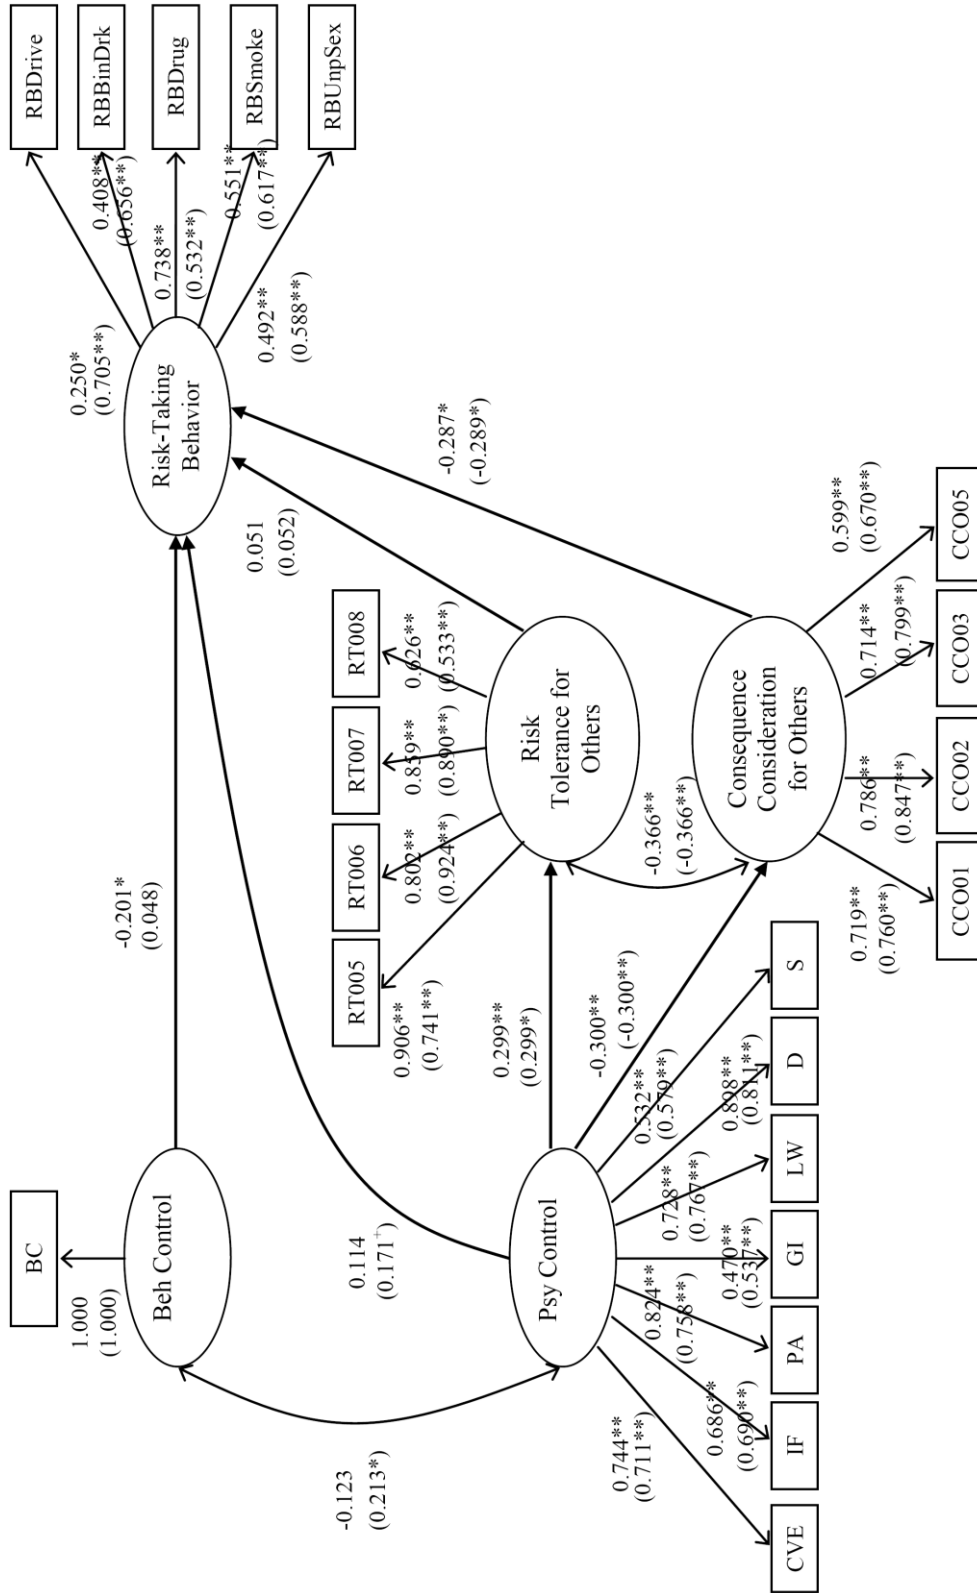 BC
1.000
(1.000)
Beh Control
-0.123
(0.213*)
-0.201*
(0.048)
0.114
(0.171⁺
Psy Control
0.744**
(0.711**)
0.686**
(0.690**)
0.824**
(0.758**)
0.470**
(0.537**)
0.728**
(0.767**)
0.898**
(0.811**)
0.532**
(0.579**)
CVE
IF
PA
GI
LW
D
S
0.299**
(0.299*)
-0.300**
(-0.300**)
RT005
RT006
RT007
RT008
0.906**
(0.741**)
0.802**
(0.924**)
0.859**
(0.890**)
0.626**
(0.533**)
Risk
Tolerance for
Others
-0.366**
(-0.366**)
Consequence
Consideration
for Others
0.719**
(0.760**)
0.786**
(0.847**)
0.714**
(0.799**)
0.599**
(0.670**)
CCO01
CCO02
CCO03
CCO05
0.051
(0.052)
-0.287*
(-0.289*)
Risk-Taking
Behavior
0.250*
(0.705**)
0.408**
(0.656**)
0.738**
(0.532**)
0.551**
(0.617**)
0.492**
(0.588**)
RBDrive
RBBinDrk
RBDrug
RBSmoke
RBUnpSex